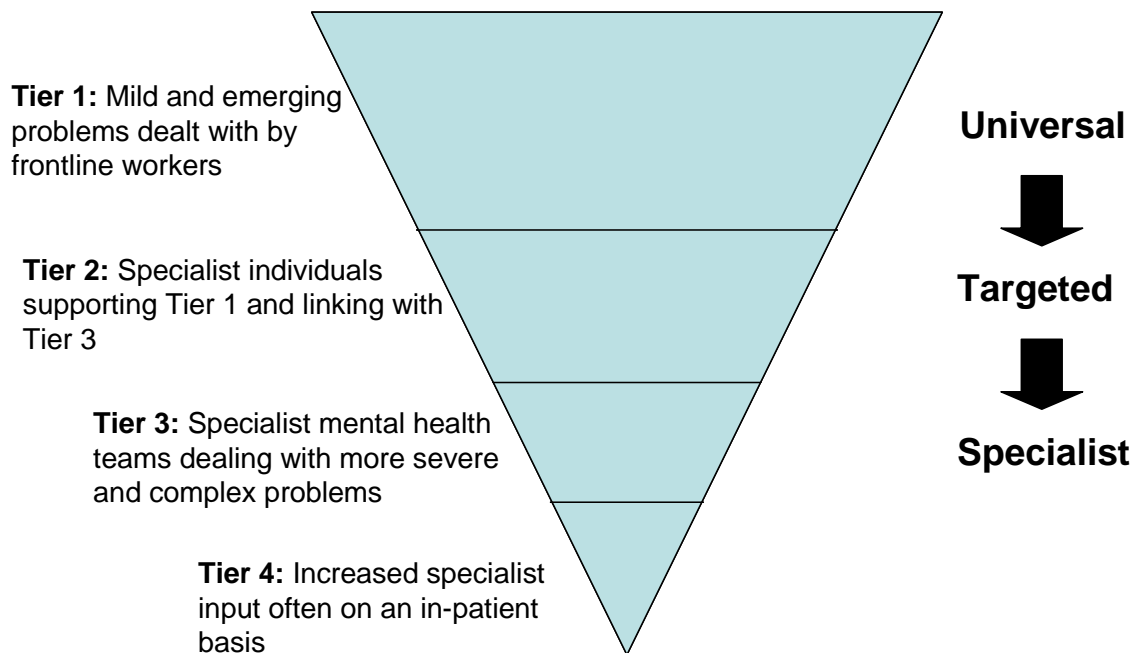 Tier 1: Mild and emerging
problems dealt with by
frontline workers
Universal
Tier 2: Specialist individuals
supporting Tier 1 and linking with
Tier 3
Targeted
Tier 3: Specialist mental health
teams dealing with more severe
and complex problems
Specialist
Tier 4: Increased specialist
input often on an in-patient
basis